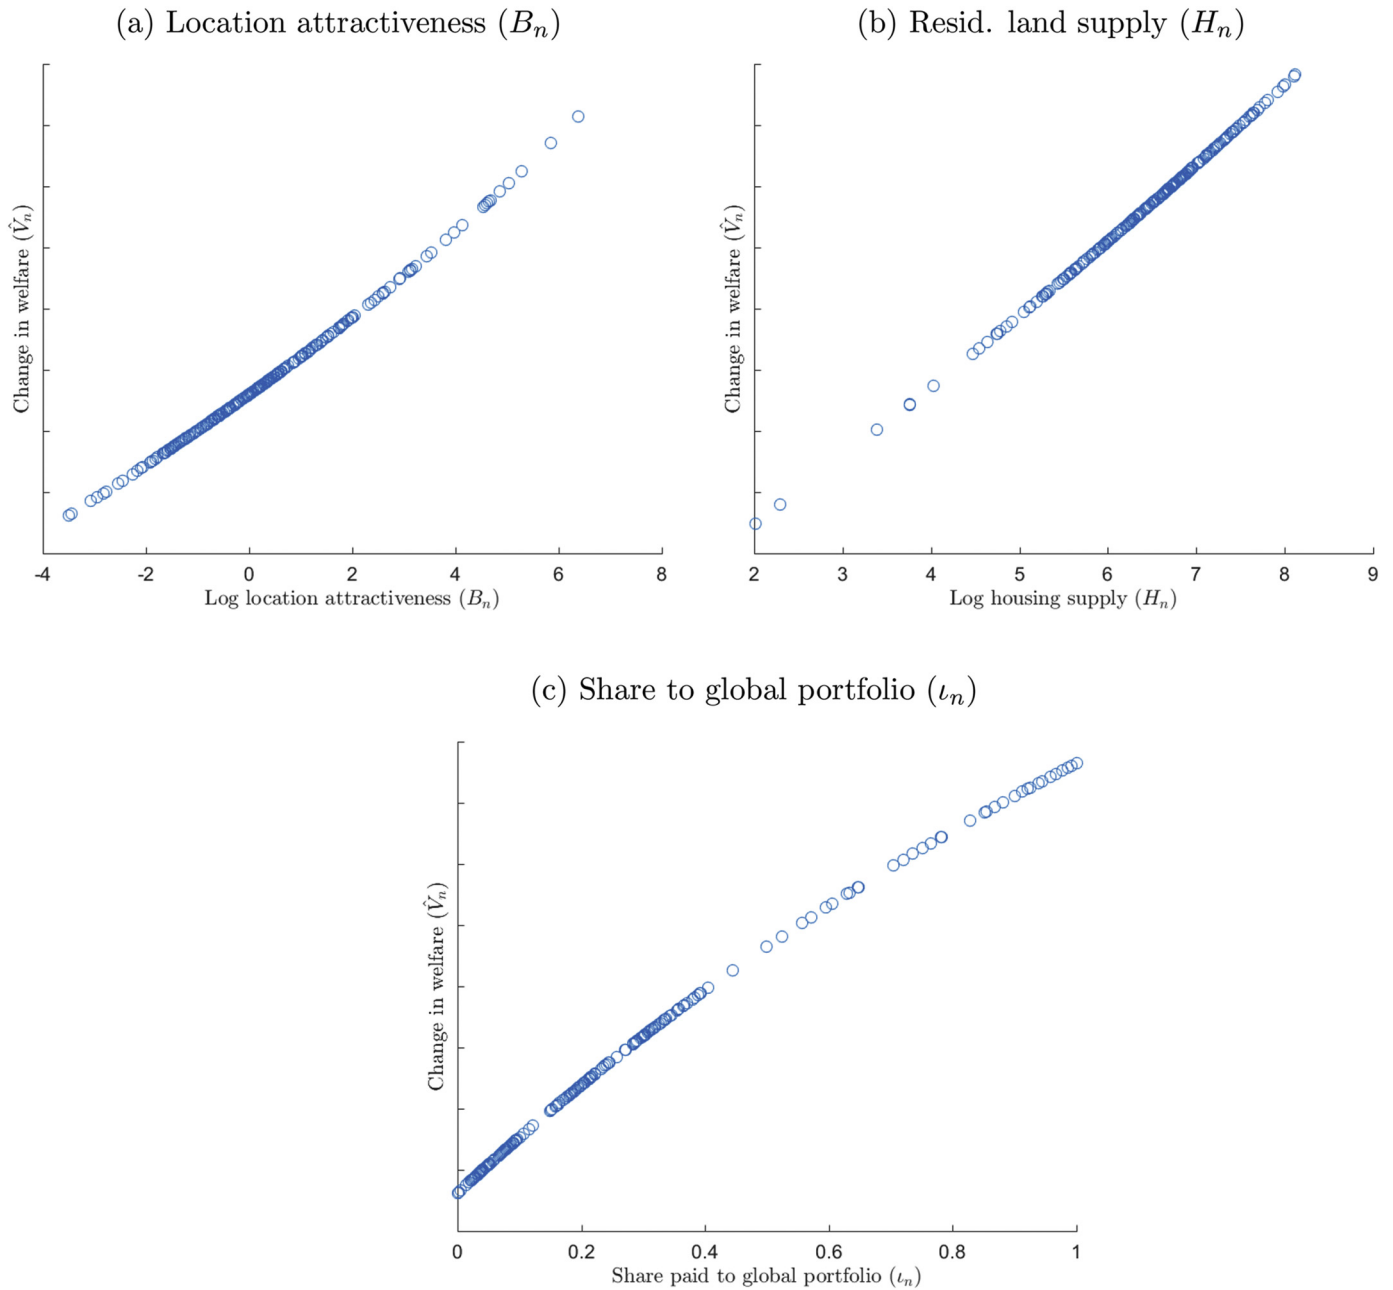 (a) Location attractiveness (Bₙ)
Change in welfare (V̂ₙ)
-4 -2 0 2 4 6 8
Log location attractiveness (Bₙ)
(b) Resid. land supply (Hₙ)
Change in welfare (V̂ₙ)
2 3 4 5 6 7 8 9
Log housing supply (Hₙ)
(c) Share to global portfolio (ιₙ)
Change in welfare (V̂ₙ)
0 0.2 0.4 0.6 0.8 1
Share paid to global portfolio (ιₙ)